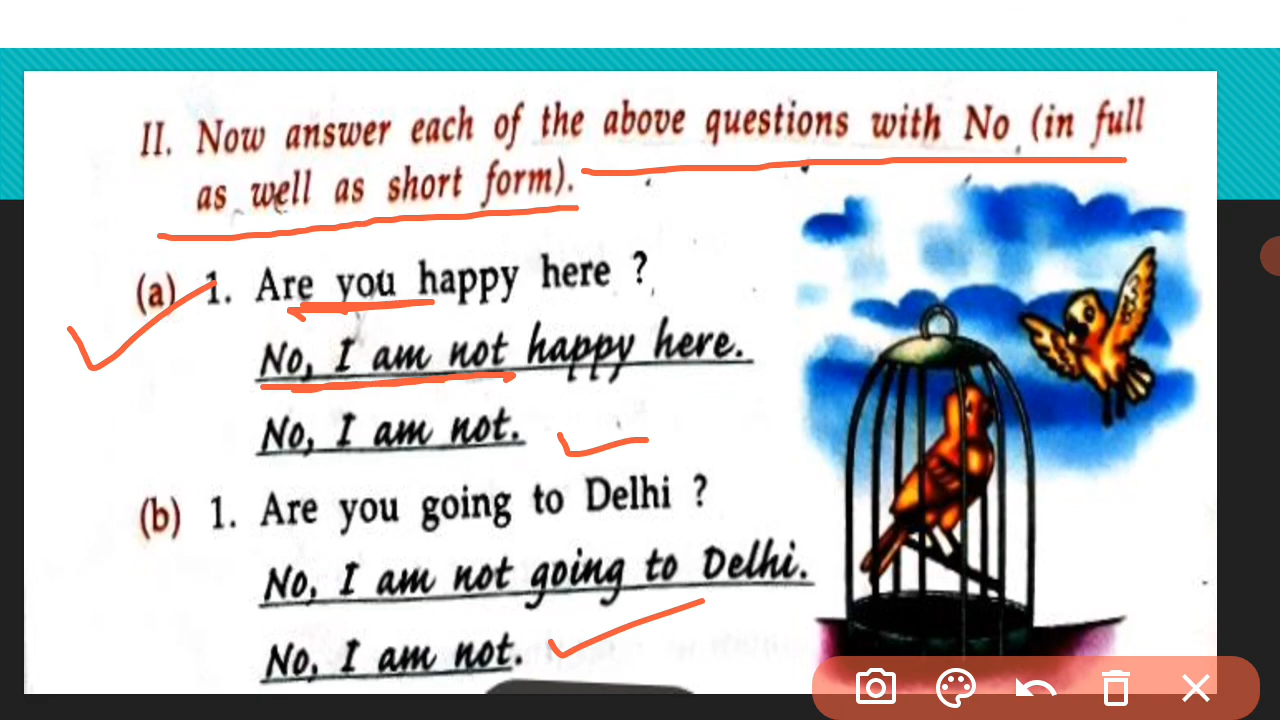 II. Now answer each of the above questions with No (in full
as well as short form).
(a) 1. Are you happy here ?
No, I am not happy here.
No, I am not.
(b) 1. Are you going to Delhi ?
No, I am not going to Delhi.
No, I am not.